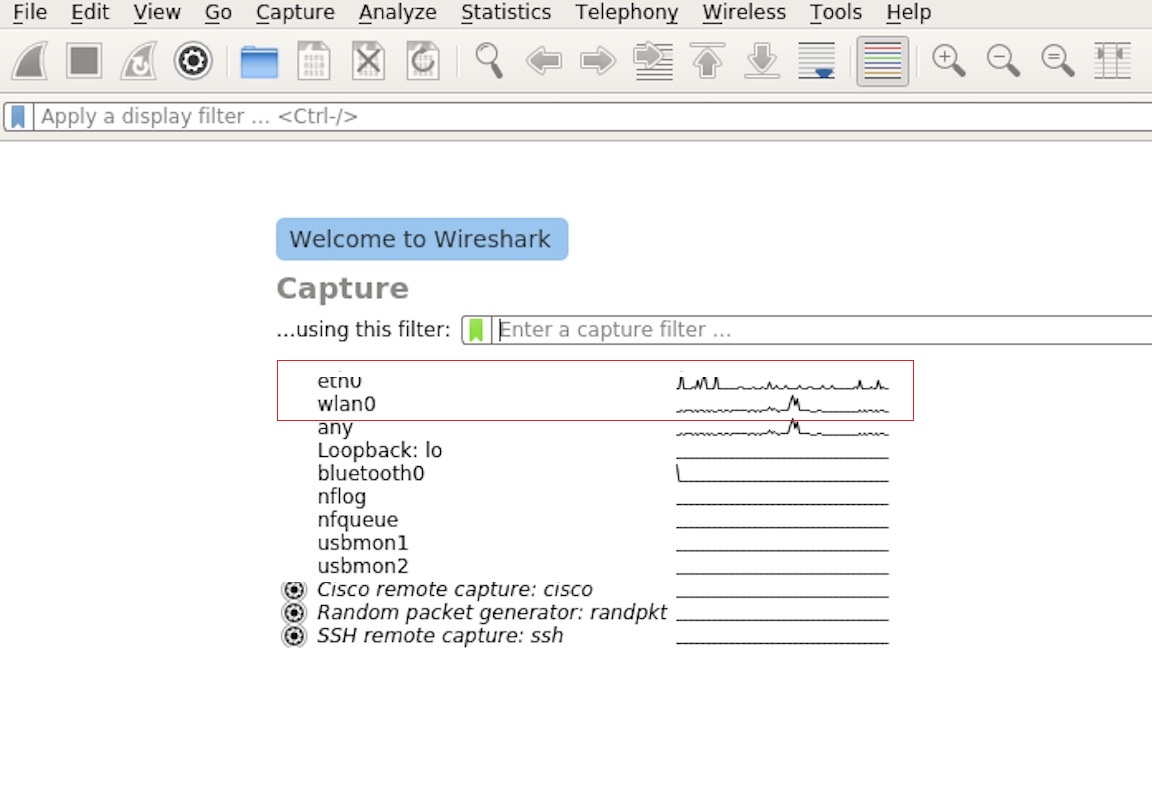 File Edit View Go Capture Analyze Statistics Telephony Wireless Tools Help
Apply a display filter ... <Ctrl-/>
Welcome to Wireshark
Capture
...using this filter: Enter a capture filter ...
eth0
wlan0
any
Loopback: lo
bluetooth0
nflog
nfqueue
usbmon1
usbmon2
Cisco remote capture: cisco
Random packet generator: randpkt
SSH remote capture: ssh